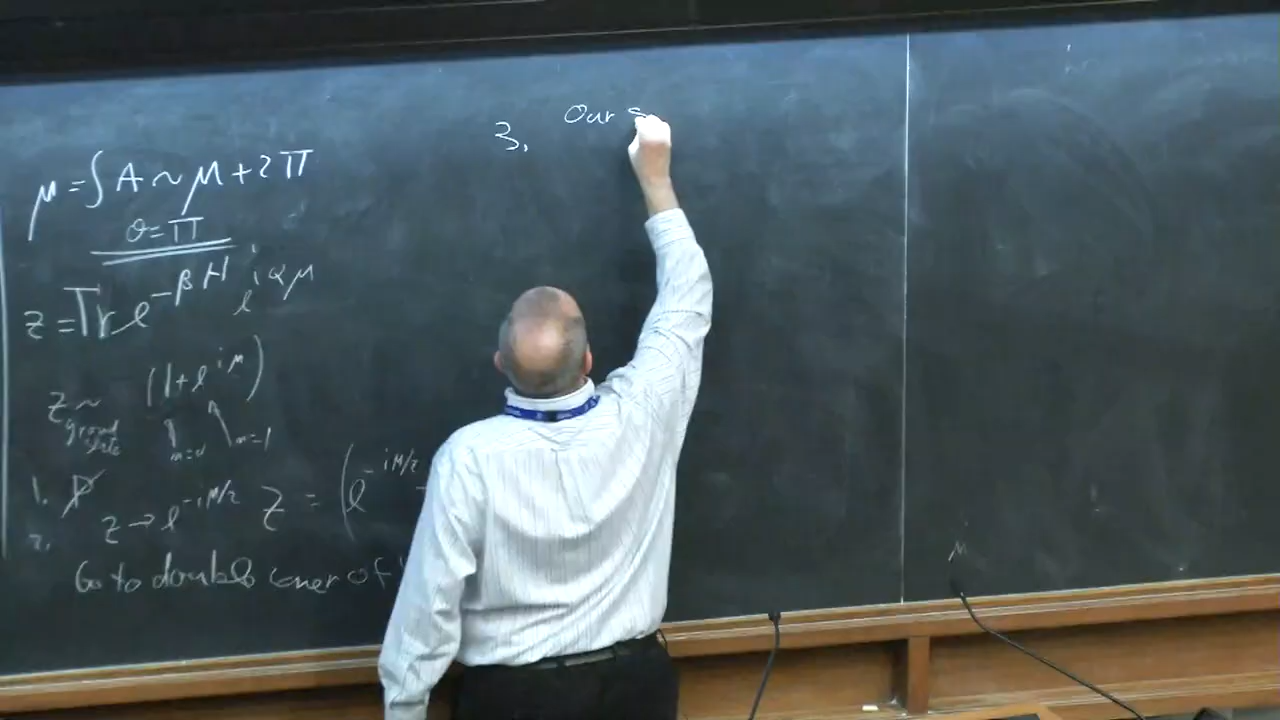 μ = ∫ A ~ μ + 2π
θ = π
Z = Tr e^{-βH} e^{iαμ}
Z ~ (1 + e^{iμ})
ground state
m=0 m=1
1. P̸
2. Z → e^{-iμ/2} Z = (e^{-iμ/2}
Go to double cover of
3. Our
μ